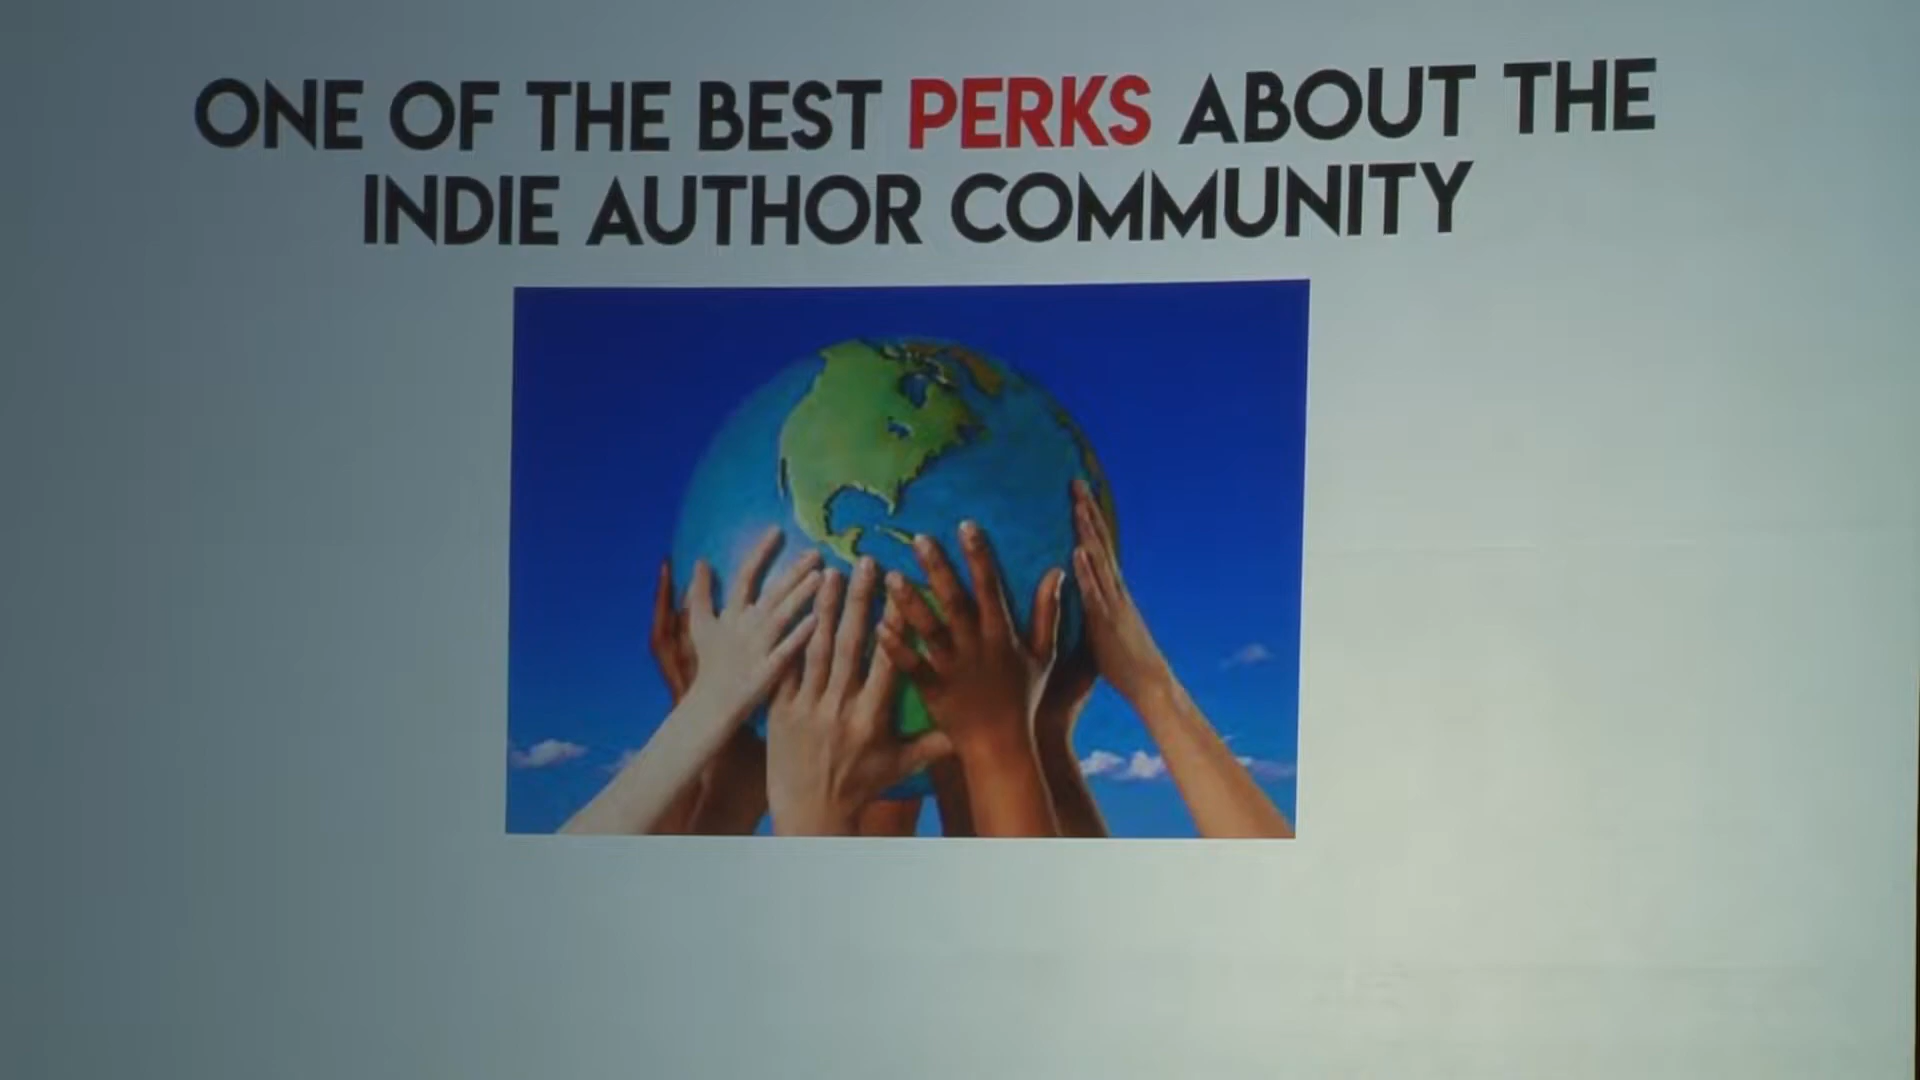 ONE OF THE BEST PERKS ABOUT THE
INDIE AUTHOR COMMUNITY